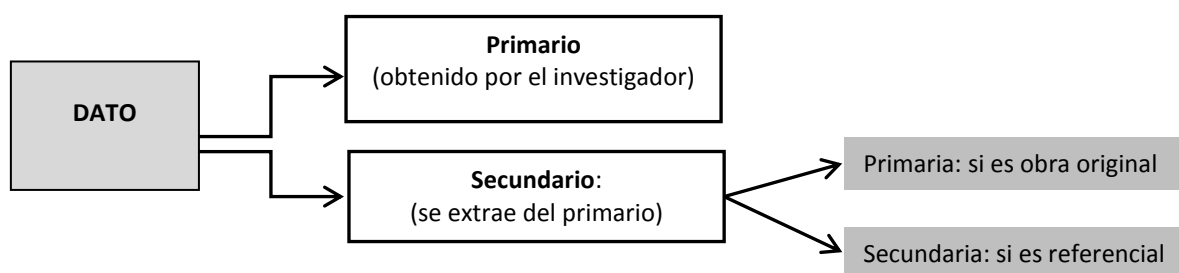 DATO
Primario
(obtenido por el investigador)
Secundario:
(se extrae del primario)
Primaria: si es obra original
Secundaria: si es referencial